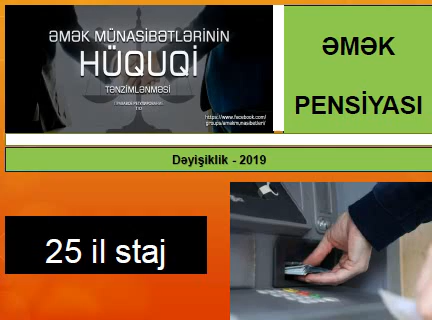 ƏMƏK MÜNASİBƏTLƏRİNİN
HÜQUQİ
TƏNZİMLƏNMƏSİ
https://www.facebook.com/
groups/emekmunasibetleri/
ƏMƏK
PENSİYASI
Dəyişiklik - 2019
25 il staj